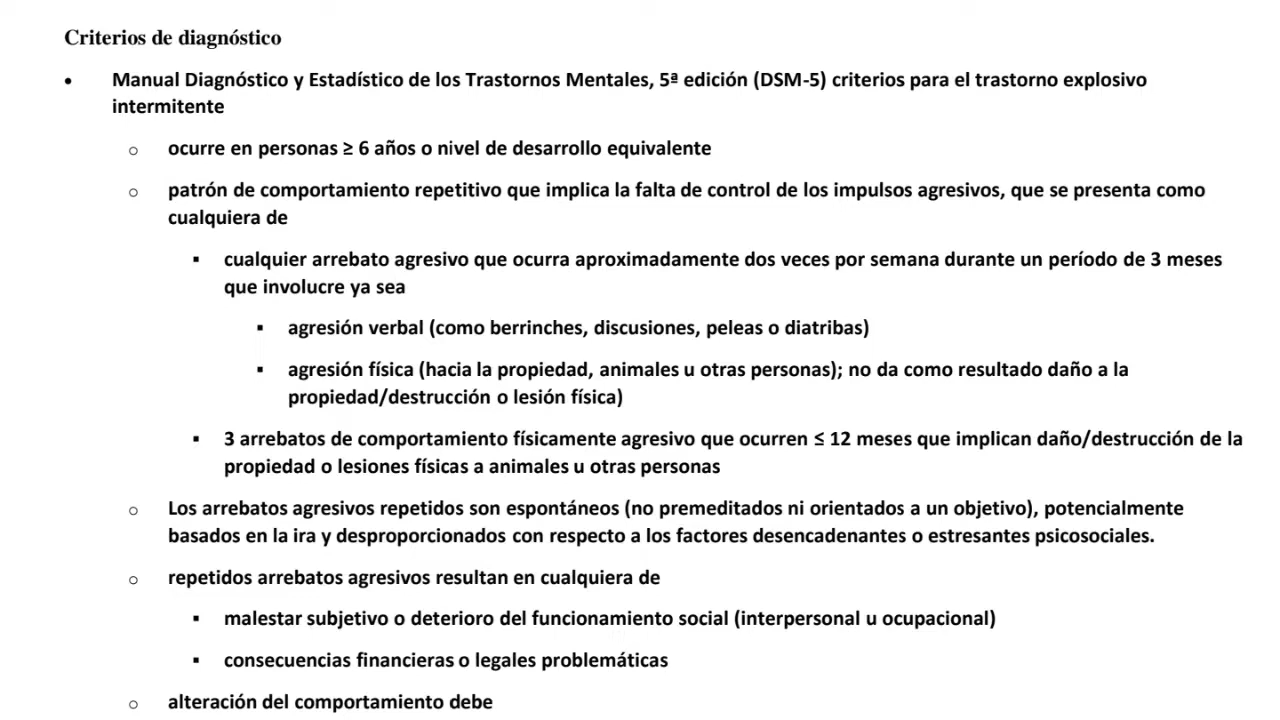 Criterios de diagnóstico
• Manual Diagnóstico y Estadístico de los Trastornos Mentales, 5ª edición (DSM-5) criterios para el trastorno explosivo
intermitente
o ocurre en personas ≥ 6 años o nivel de desarrollo equivalente
o patrón de comportamiento repetitivo que implica la falta de control de los impulsos agresivos, que se presenta como
cualquiera de
▪ cualquier arrebato agresivo que ocurra aproximadamente dos veces por semana durante un período de 3 meses
que involucre ya sea
▪ agresión verbal (como berrinches, discusiones, peleas o diatribas)
▪ agresión física (hacia la propiedad, animales u otras personas); no da como resultado daño a la
propiedad/destrucción o lesión física)
▪ 3 arrebatos de comportamiento físicamente agresivo que ocurren ≤ 12 meses que implican daño/destrucción de la
propiedad o lesiones físicas a animales u otras personas
o Los arrebatos agresivos repetidos son espontáneos (no premeditados ni orientados a un objetivo), potencialmente
basados en la ira y desproporcionados con respecto a los factores desencadenantes o estresantes psicosociales.
o repetidos arrebatos agresivos resultan en cualquiera de
▪ malestar subjetivo o deterioro del funcionamiento social (interpersonal u ocupacional)
▪ consecuencias financieras o legales problemáticas
o alteración del comportamiento debe